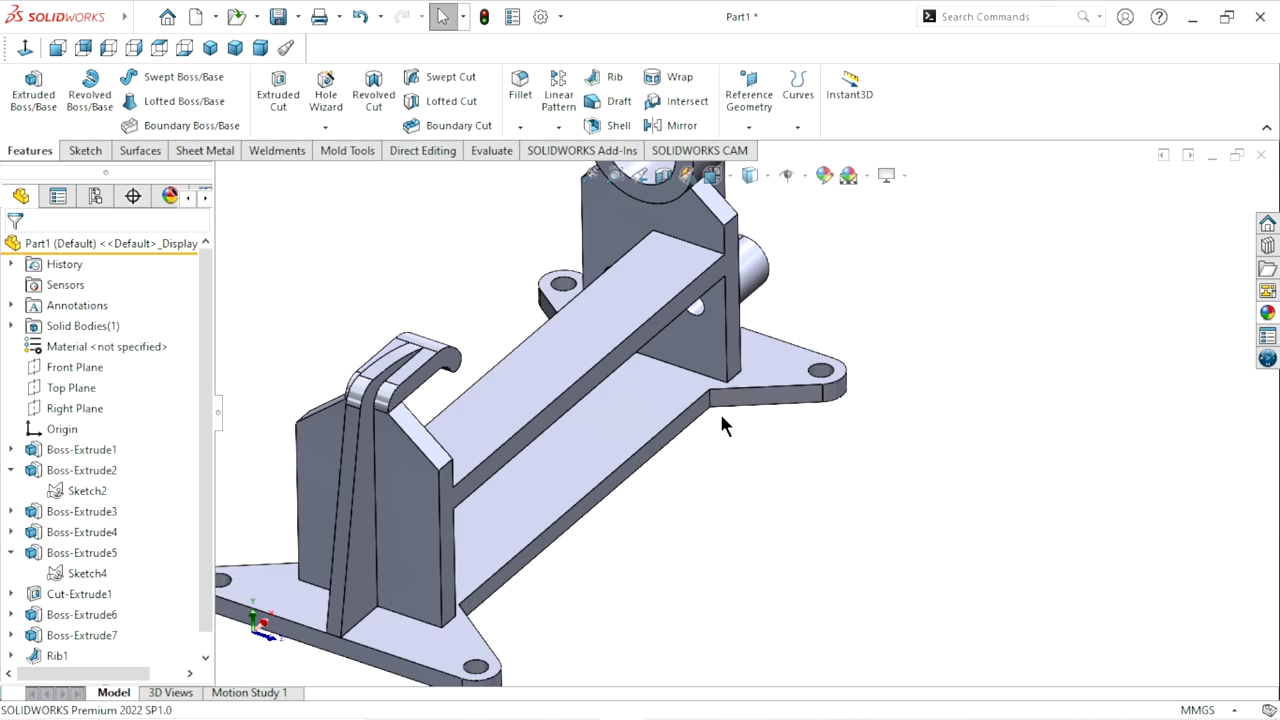 SOLIDWORKS
Part1 *
Search Commands
Extruded Boss/Base
Revolved Boss/Base
Swept Boss/Base
Lofted Boss/Base
Boundary Boss/Base
Extruded Cut
Hole Wizard
Revolved Cut
Swept Cut
Lofted Cut
Boundary Cut
Fillet
Linear Pattern
Rib
Draft
Shell
Wrap
Intersect
Mirror
Reference Geometry
Curves
Instant3D
Features
Sketch
Surfaces
Sheet Metal
Weldments
Mold Tools
Direct Editing
Evaluate
SOLIDWORKS Add-Ins
SOLIDWORKS CAM
Part1 (Default) <<Default>_Display
History
Sensors
Annotations
Solid Bodies(1)
Material <not specified>
Front Plane
Top Plane
Right Plane
Origin
Boss-Extrude1
Boss-Extrude2
Sketch2
Boss-Extrude3
Boss-Extrude4
Boss-Extrude5
Sketch4
Cut-Extrude1
Boss-Extrude6
Boss-Extrude7
Rib1
Y
X
Z
Model
3D Views
Motion Study 1
SOLIDWORKS Premium 2022 SP1.0
MMGS